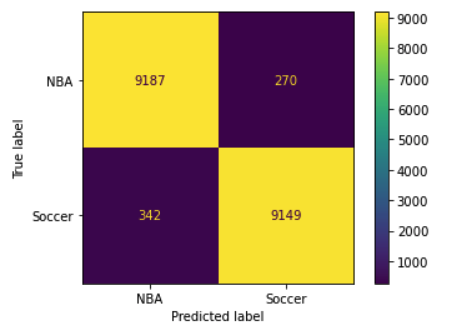 NBA
9187
270
Soccer
342
9149
NBA
Soccer
Predicted label
True label
9000
8000
7000
6000
5000
4000
3000
2000
1000